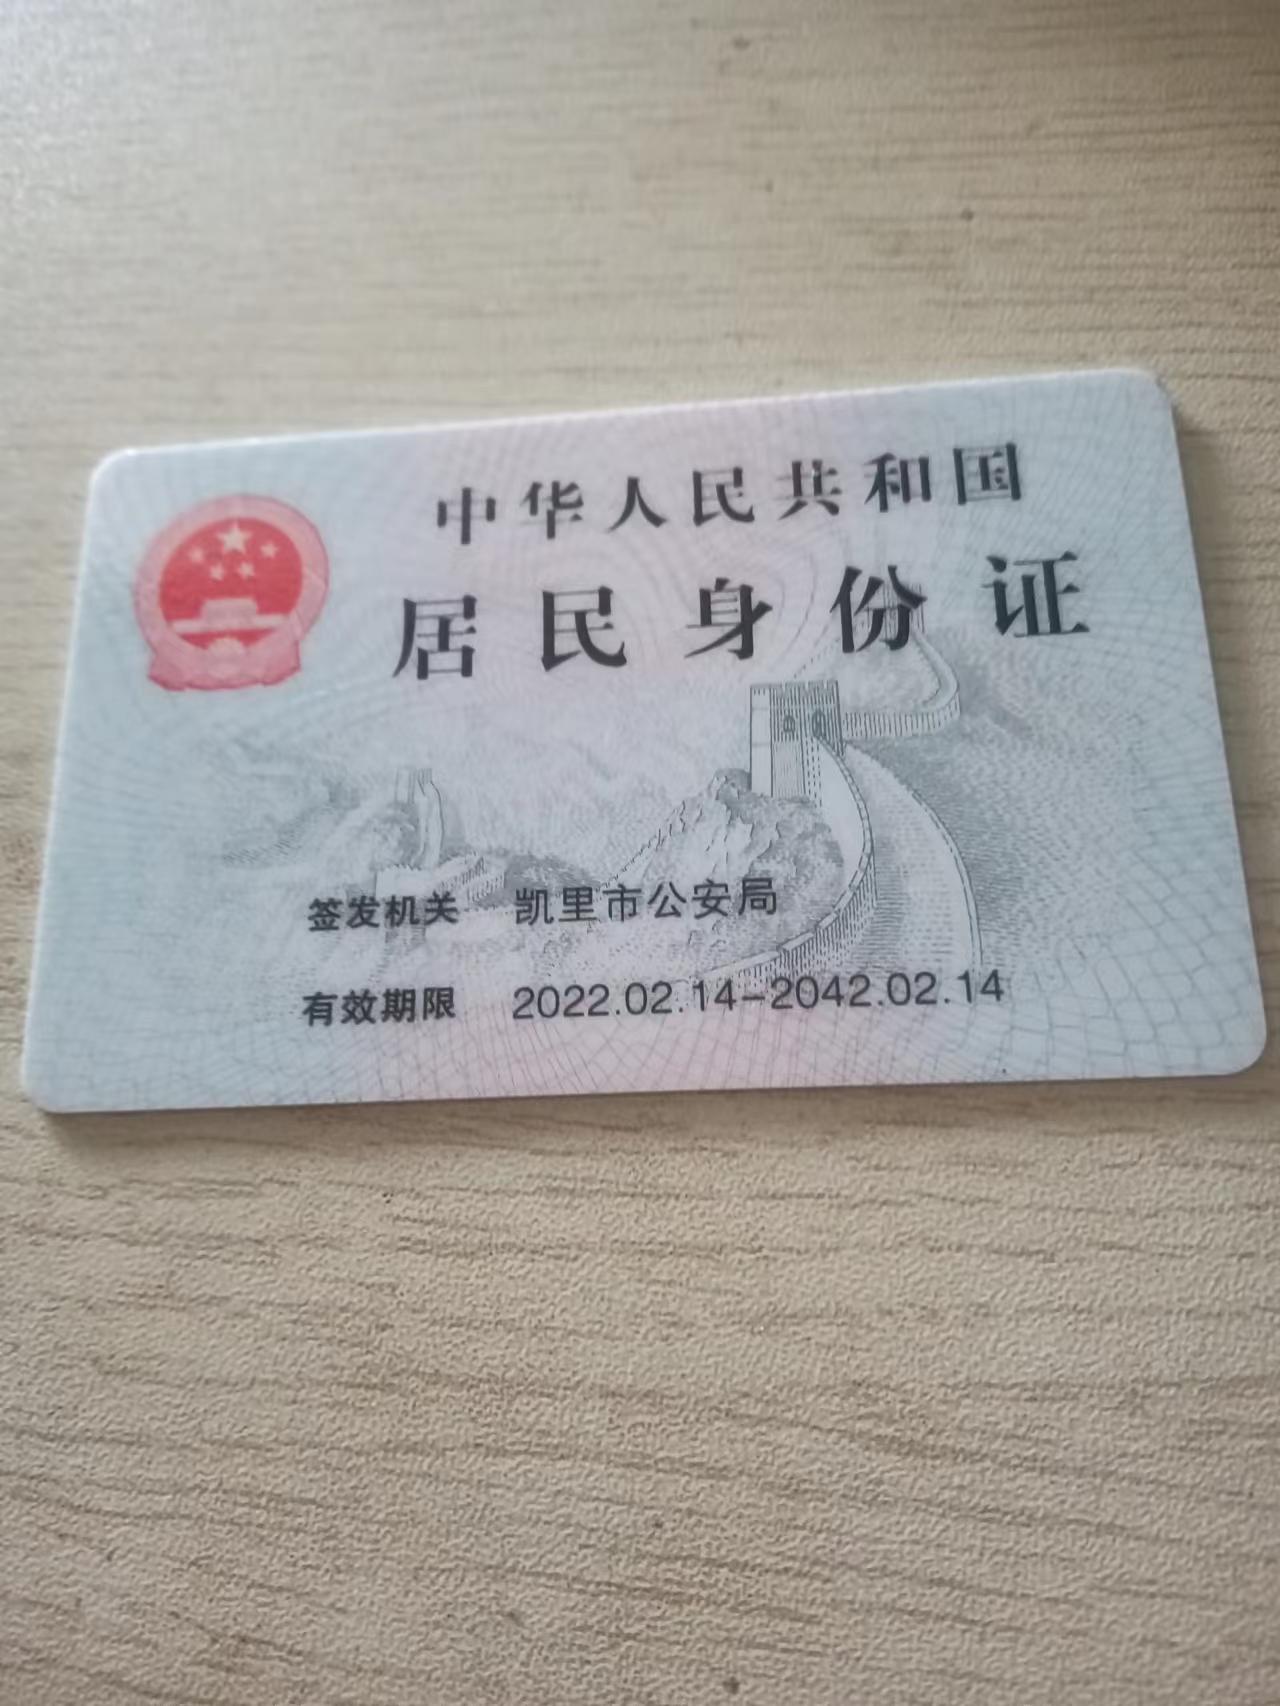 中华人民共和国
居民身份证
签发机关 凯里市公安局
有效期限 2022.02.14-2042.02.14